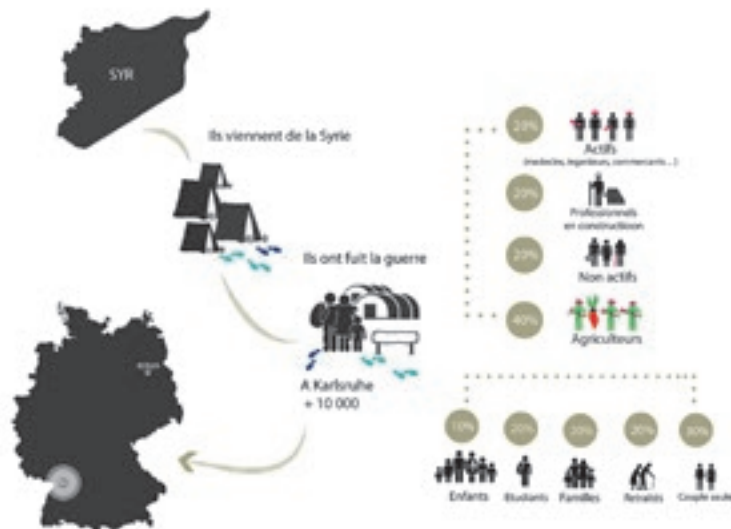 SYR
Ils viennent de la Syrie
Ils ont fuit la guerre
A Karlsruhe
+ 10 000
20%
Actifs
(medecins, ingenieurs, commercants ...)
20%
Professionnels
en construction
20%
Non actifs
40%
Agriculteurs
10%
20%
20%
20%
30%
Enfants
Etudiants
Familles
Retraités
Couple seule